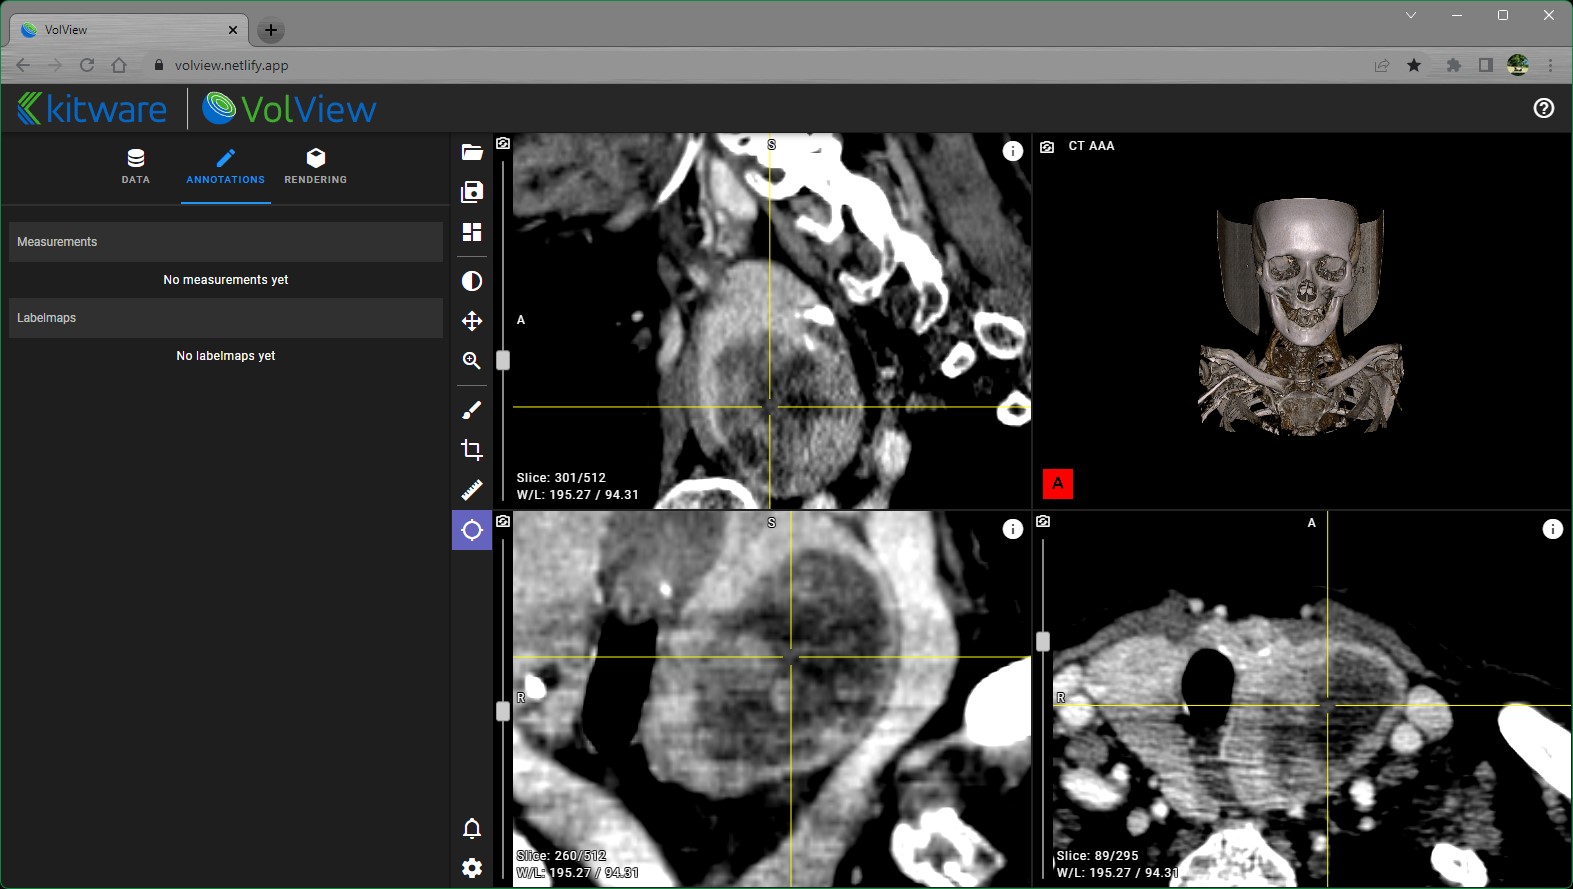 VolView
volview.netlify.app
kitware
VolView
DATA
ANNOTATIONS
RENDERING
Measurements
No measurements yet
Labelmaps
No labelmaps yet
S
A
Slice: 301/512
W/L: 195.27 / 94.31
CT AAA
A
S
R
Slice: 260/512
W/L: 195.27 / 94.31
A
R
Slice: 89/295
W/L: 195.27 / 94.31